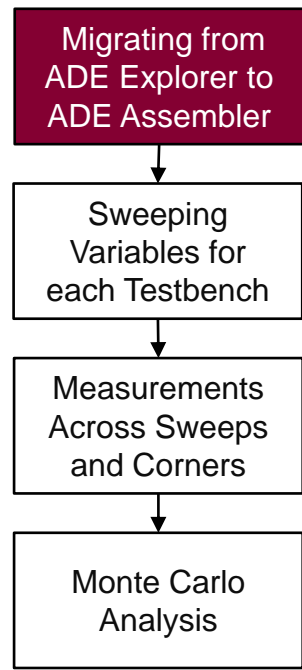 Migrating from
ADE Explorer to
ADE Assembler
Sweeping
Variables for
each Testbench
Measurements
Across Sweeps
and Corners
Monte Carlo
Analysis